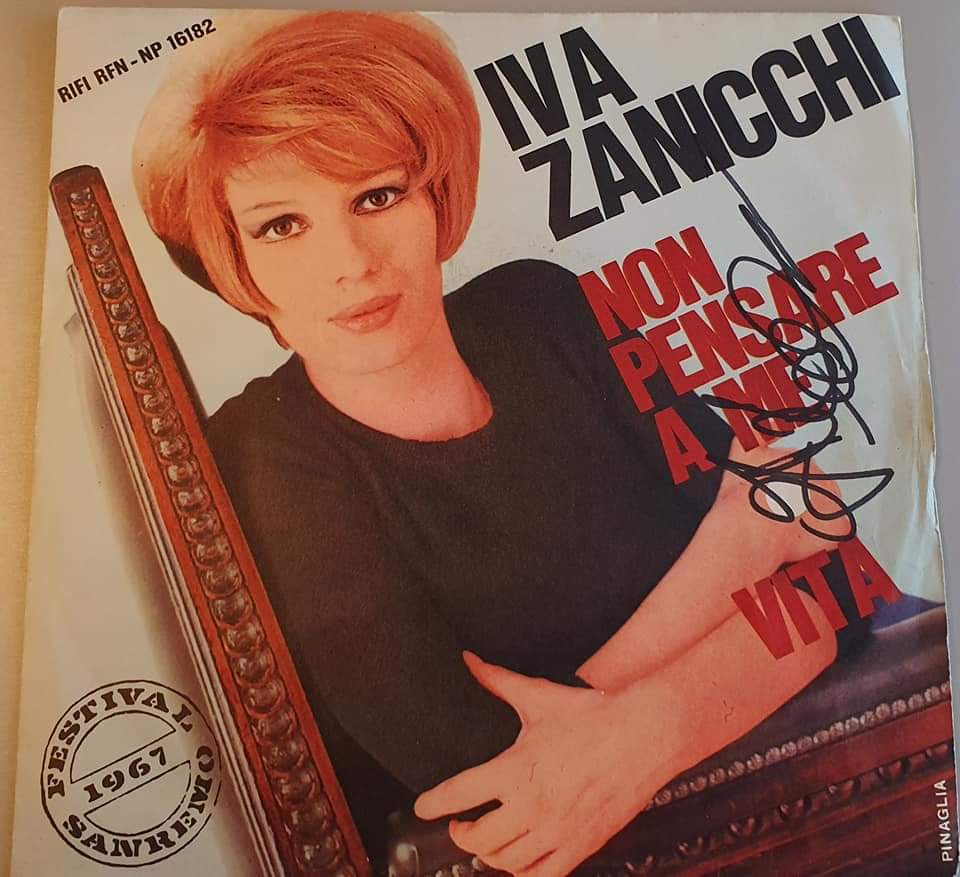 RIFI RFN-NP 16182
IVA
ZANICCHI
NON
PENSARE
A ME
VITA
FESTIVAL
1967
SANREMO
PINAGLIA